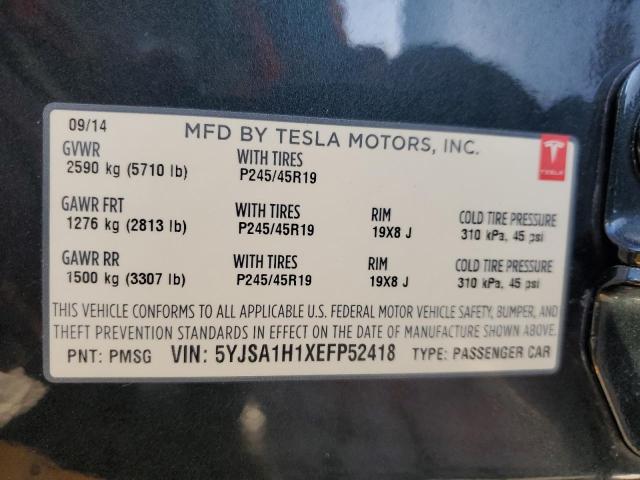 09/14 MFD BY TESLA MOTORS, INC.
GVWR WITH TIRES
2590 kg (5710 lb) P245/45R19
TESLA
GAWR FRT WITH TIRES RIM COLD TIRE PRESSURE
1276 kg (2813 lb) P245/45R19 19X8 J 310 kPa, 45 psi
GAWR RR WITH TIRES RIM COLD TIRE PRESSURE
1500 kg (3307 lb) P245/45R19 19X8 J 310 kPa, 45 psi
THIS VEHICLE CONFORMS TO ALL APPLICABLE U.S. FEDERAL MOTOR VEHICLE SAFETY, BUMPER, AND
THEFT PREVENTION STANDARDS IN EFFECT ON THE DATE OF MANUFACTURE SHOWN ABOVE.
PNT: PMSG VIN: 5YJSA1H1XEFP52418 TYPE: PASSENGER CAR